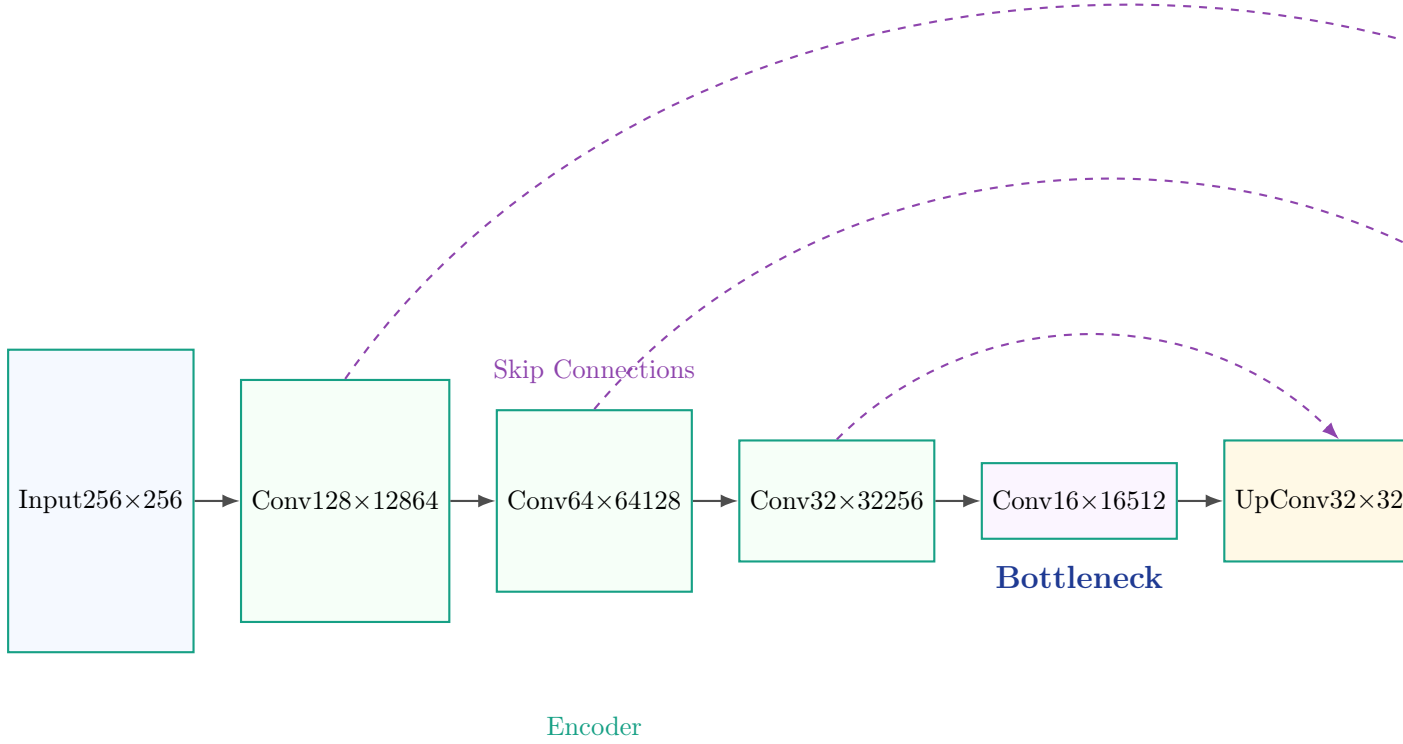 Skip Connections
Input256×256
Conv128×12864
Conv64×64128
Conv32×32256
Conv16×16512
UpConv32×32
Bottleneck
Encoder